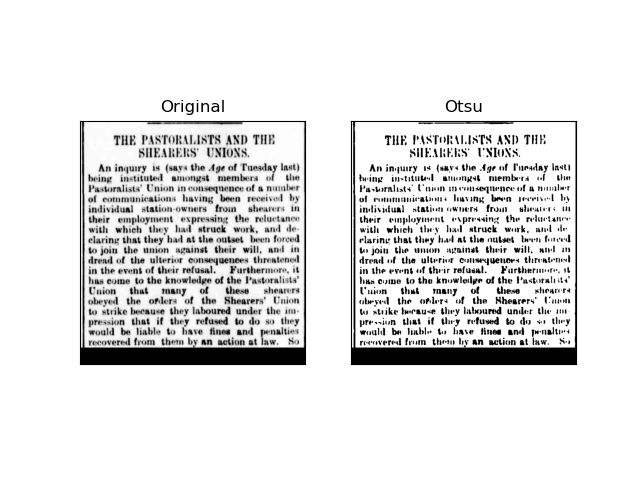 Original
THE PASTORALISTS AND THE
SHEARERS' UNIONS.
An inquiry is (says the Age of Tuesday last)
being instituted amongst members of the
Pastoralists' Union in consequence of a number
of communications having been received by
individual station-owners from shearers in
their employment expressing the reluctance
with which they had struck work, and de-
claring that they had at the outset been forced
to join the union against their will, and in
dread of the ulterior consequences threatened
in the event of their refusal. Furthermore, it
has come to the knowledge of the Pastoralists'
Union that many of these shearers
obeyed the orders of the Shearers' Union
to strike because they laboured under the im-
pression that if they refused to do so they
would be liable to have fines and penalties
recovered from them by an action at law. So
Otsu
THE PASTORALISTS AND THE
SHEARERS' UNIONS.
An inquiry is (says the Age of Tuesday last)
being instituted amongst members of the
Pastoralists' Union in consequence of a number
of communications having been received by
individual station-owners from shearers in
their employment expressing the reluctance
with which they had struck work, and de-
claring that they had at the outset been forced
to join the union against their will, and in
dread of the ulterior consequences threatened
in the event of their refusal. Furthermore, it
has come to the knowledge of the Pastoralists'
Union that many of these shearers
obeyed the orders of the Shearers' Union
to strike because they laboured under the im-
pression that if they refused to do so they
would be liable to have fines and penalties
recovered from them by an action at law. So